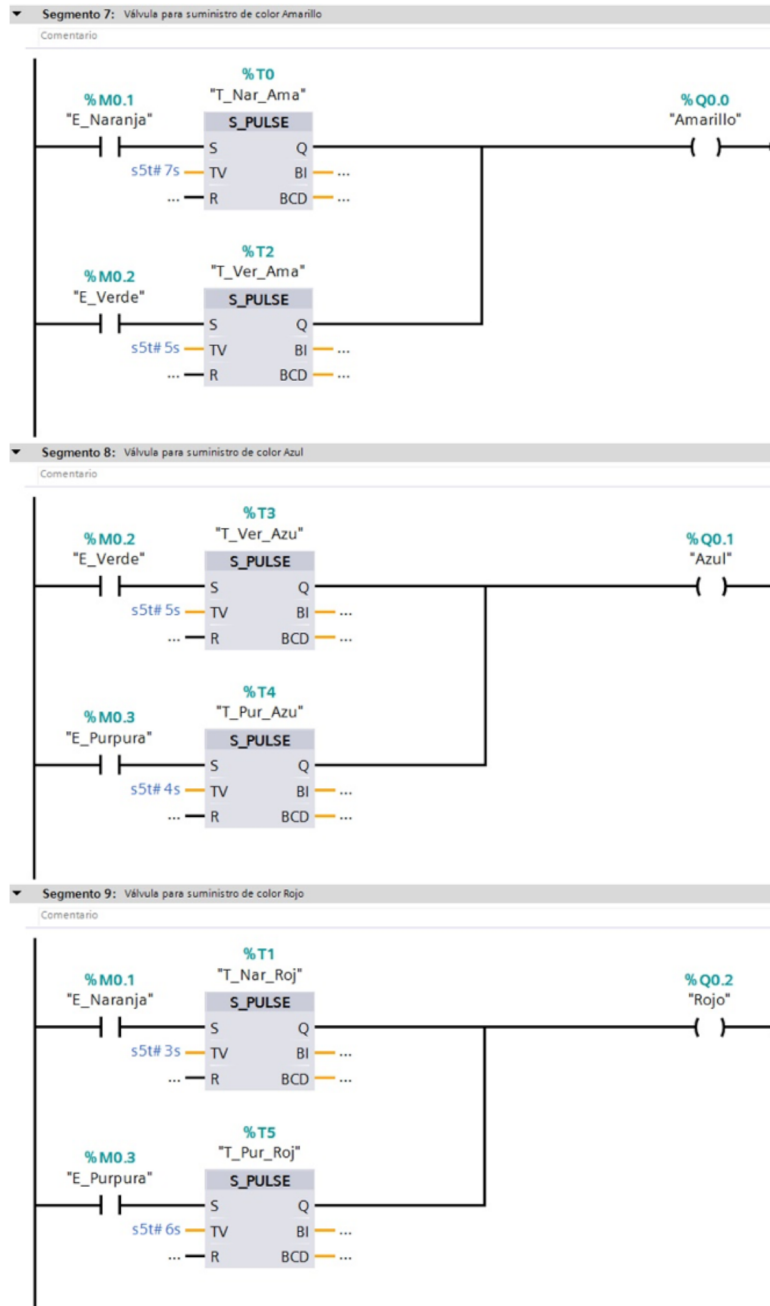 Segmento 7: Válvula para suministro de color Amarillo
Comentario
%T0
%M0.1 "T_Nar_Ama" %Q0.0
"E_Naranja" S_PULSE "Amarillo"
S Q
s5t#7s TV BI ...
... R BCD ...
%T2
%M0.2 "T_Ver_Ama"
"E_Verde" S_PULSE
S Q
s5t#5s TV BI ...
... R BCD ...
Segmento 8: Válvula para suministro de color Azul
Comentario
%T3
%M0.2 "T_Ver_Azu" %Q0.1
"E_Verde" S_PULSE "Azul"
S Q
s5t#5s TV BI ...
... R BCD ...
%T4
%M0.3 "T_Pur_Azu"
"E_Purpura" S_PULSE
S Q
s5t#4s TV BI ...
... R BCD ...
Segmento 9: Válvula para suministro de color Rojo
Comentario
%T1
%M0.1 "T_Nar_Roj" %Q0.2
"E_Naranja" S_PULSE "Rojo"
S Q
s5t#3s TV BI ...
... R BCD ...
%T5
%M0.3 "T_Pur_Roj"
"E_Purpura" S_PULSE
S Q
s5t#6s TV BI ...
... R BCD ...